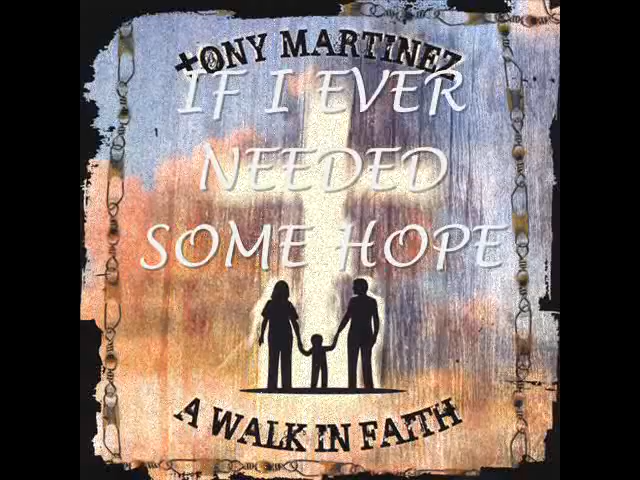 TONY MARTINEZ
IF I EVER
NEEDED
SOME HOPE
A WALK IN FAITH